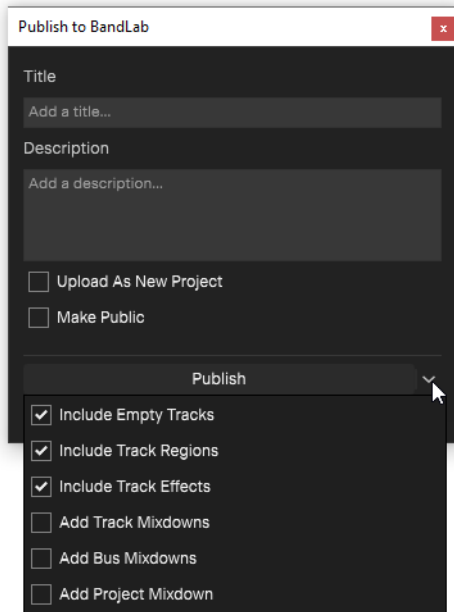 Publish to BandLab
x
Title
Add a title...
Description
Add a description...
Upload As New Project
Make Public
Publish
Include Empty Tracks
Include Track Regions
Include Track Effects
Add Track Mixdowns
Add Bus Mixdowns
Add Project Mixdown